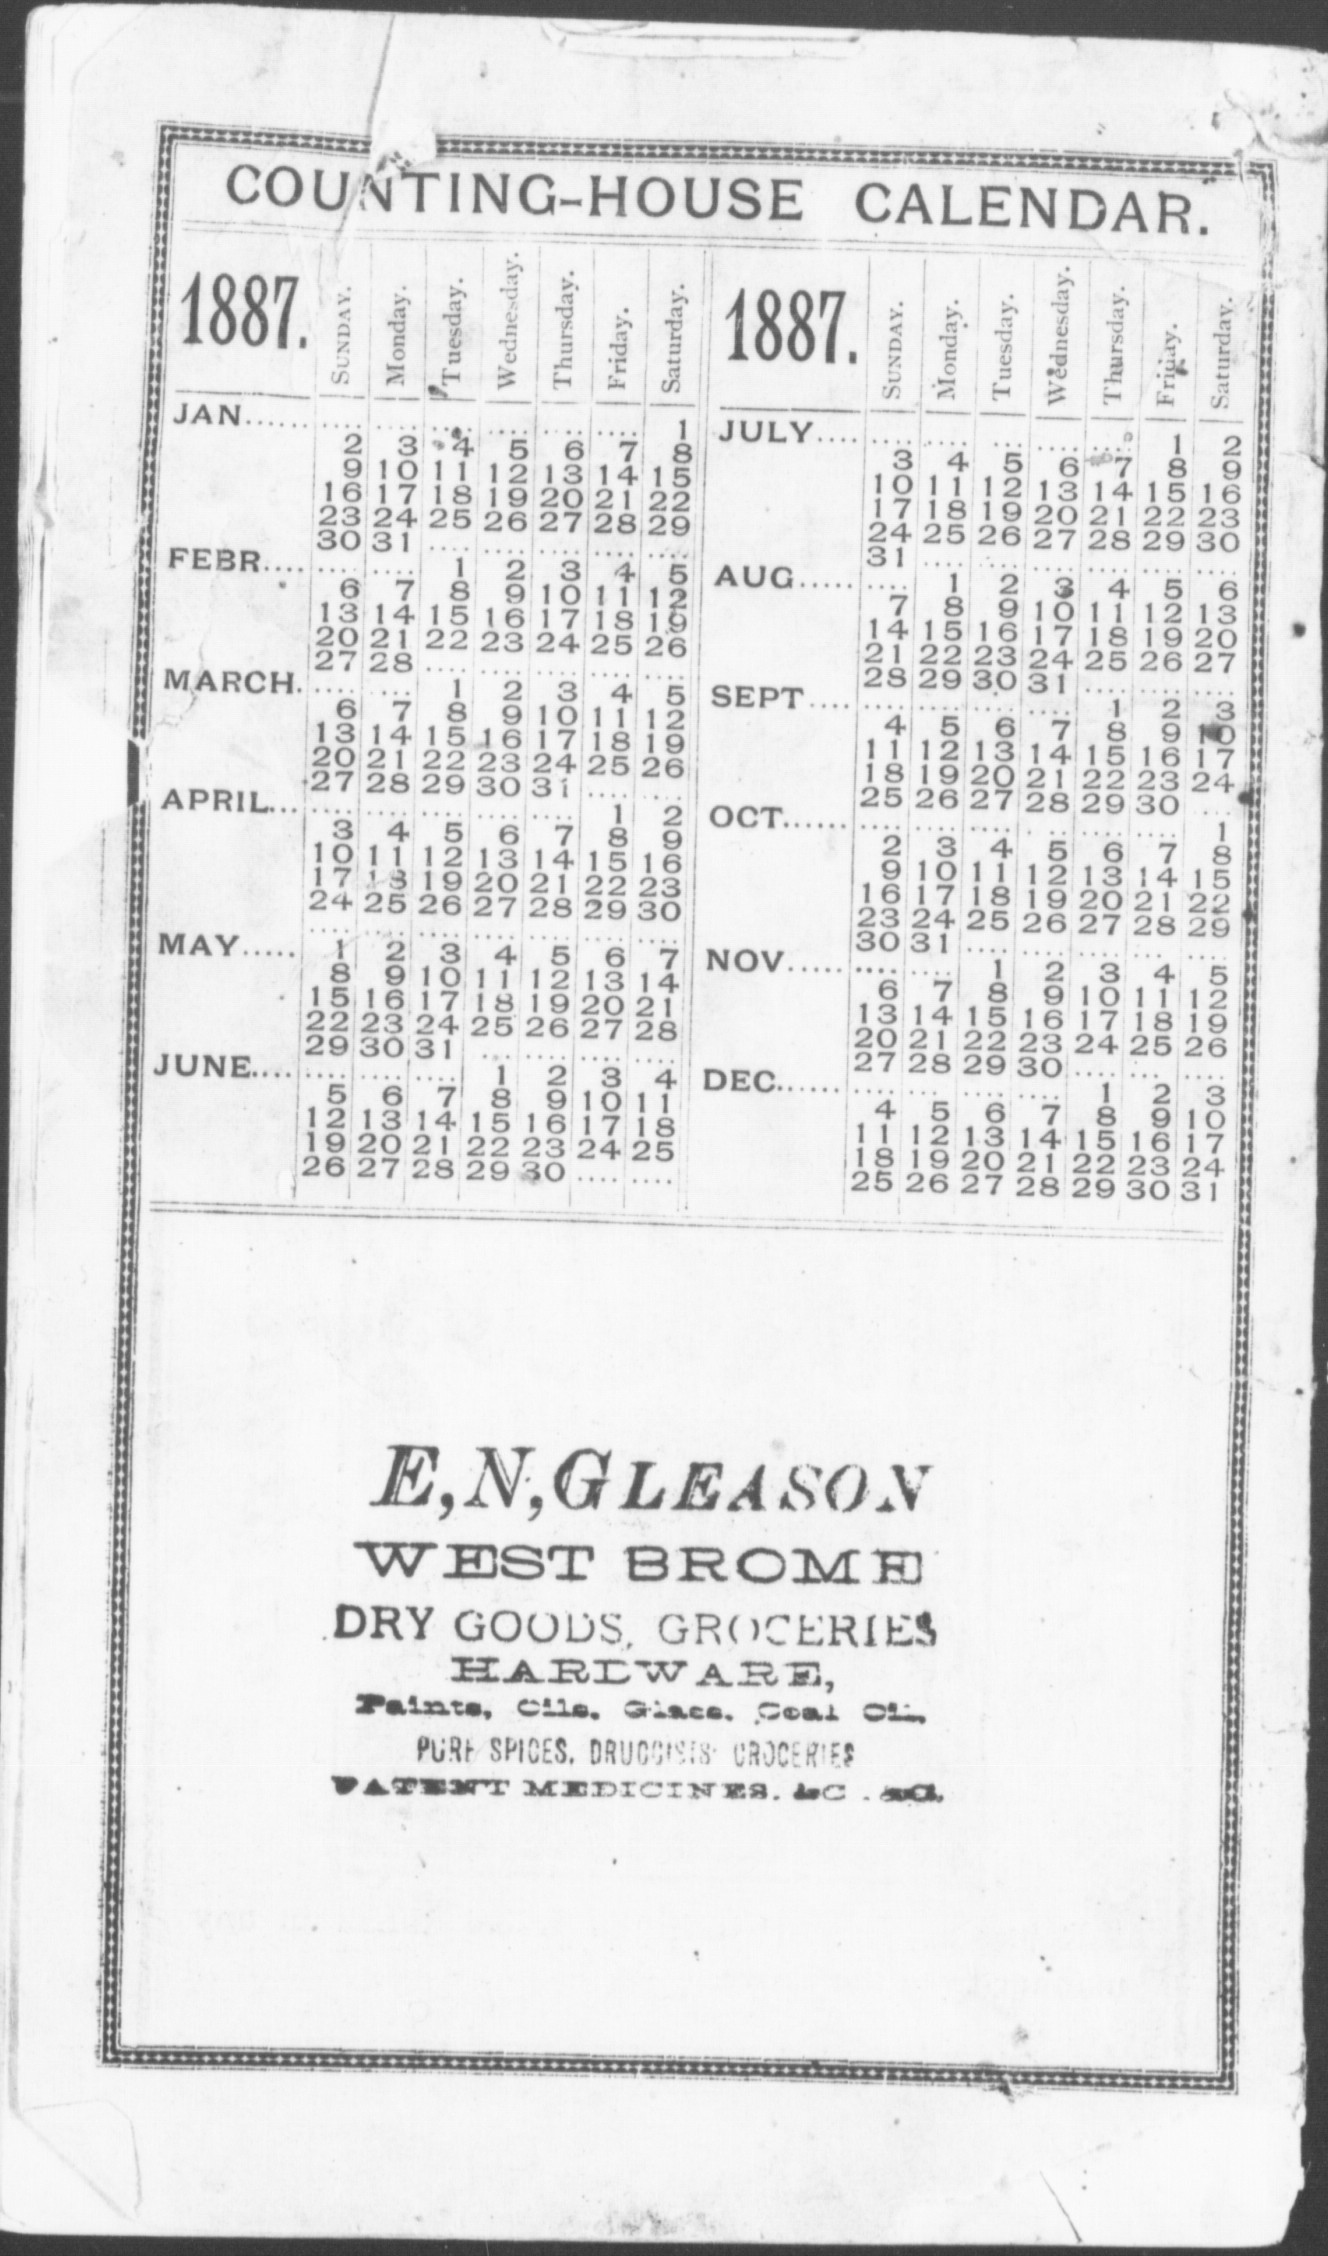 COUNTING-HOUSE CALENDAR.
1887. SUNDAY. Monday. Tuesday. Wednesday. Thursday. Friday. Saturday.
JAN...... .... .... .... .... .... .... 1
2 3 4 5 6 7 8
9 10 11 12 13 14 15
16 17 18 19 20 21 22
23 24 25 26 27 28 29
30 31 .... .... .... .... ....
FEBR.... .... .... 1 2 3 4 5
6 7 8 9 10 11 12
13 14 15 16 17 18 19
20 21 22 23 24 25 26
27 28 .... .... .... .... ....
MARCH. .... .... 1 2 3 4 5
6 7 8 9 10 11 12
13 14 15 16 17 18 19
20 21 22 23 24 25 26
27 28 29 30 31 .... ....
APRIL... .... .... .... .... .... 1 2
3 4 5 6 7 8 9
10 11 12 13 14 15 16
17 18 19 20 21 22 23
24 25 26 27 28 29 30
.... .... .... .... .... .... ....
MAY..... 1 2 3 4 5 6 7
8 9 10 11 12 13 14
15 16 17 18 19 20 21
22 23 24 25 26 27 28
29 30 31 .... .... .... ....
JUNE.... .... .... .... 1 2 3 4
5 6 7 8 9 10 11
12 13 14 15 16 17 18
19 20 21 22 23 24 25
26 27 28 29 30 .... ....
1887. SUNDAY. Monday. Tuesday. Wednesday. Thursday. Friday. Saturday.
JULY.... .... .... .... .... .... 1 2
3 4 5 6 7 8 9
10 11 12 13 14 15 16
17 18 19 20 21 22 23
24 25 26 27 28 29 30
31 .... .... .... .... .... ....
AUG..... .... 1 2 3 4 5 6
7 8 9 10 11 12 13
14 15 16 17 18 19 20
21 22 23 24 25 26 27
28 29 30 31 .... .... ....
SEPT.... .... .... .... .... 1 2 3
4 5 6 7 8 9 10
11 12 13 14 15 16 17
18 19 20 21 22 23 24
25 26 27 28 29 30 ....
OCT...... .... .... .... .... .... .... 1
2 3 4 5 6 7 8
9 10 11 12 13 14 15
16 17 18 19 20 21 22
23 24 25 26 27 28 29
30 31 .... .... .... .... ....
NOV..... .... .... 1 2 3 4 5
6 7 8 9 10 11 12
13 14 15 16 17 18 19
20 21 22 23 24 25 26
27 28 29 30 .... .... ....
DEC...... .... .... .... .... 1 2 3
4 5 6 7 8 9 10
11 12 13 14 15 16 17
18 19 20 21 22 23 24
25 26 27 28 29 30 31
E,N,GLEASON
WEST BROME
DRY GOODS, GROCERIES
HARDWARE,
Paints, Oils, Glass, Coal Oil,
PURE SPICES, DRUGGISTS' GROCERIES
PATENT MEDICINES, &C. &C.